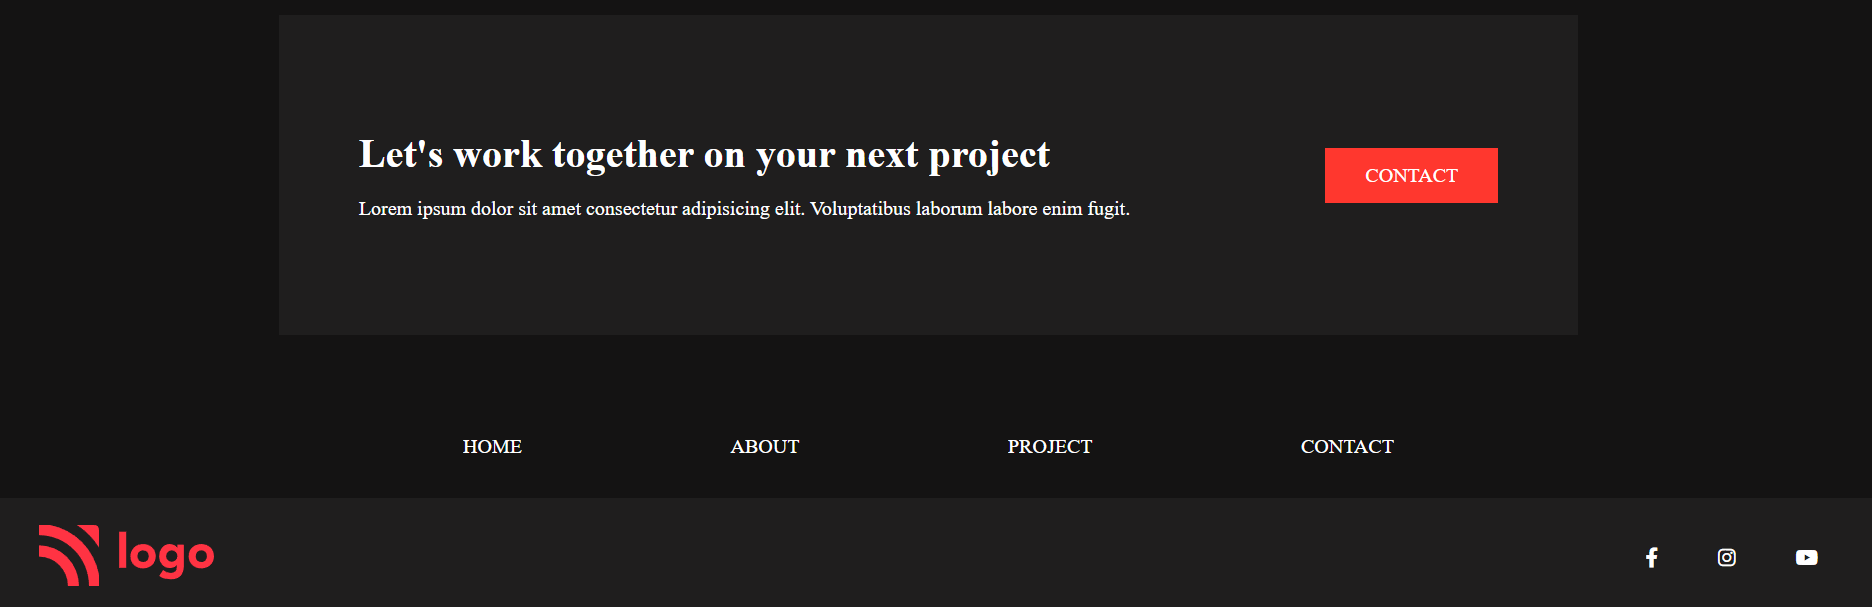 Let's work together on your next project
Lorem ipsum dolor sit amet consectetur adipisicing elit. Voluptatibus laborum labore enim fugit.
CONTACT
HOME ABOUT PROJECT CONTACT
logo